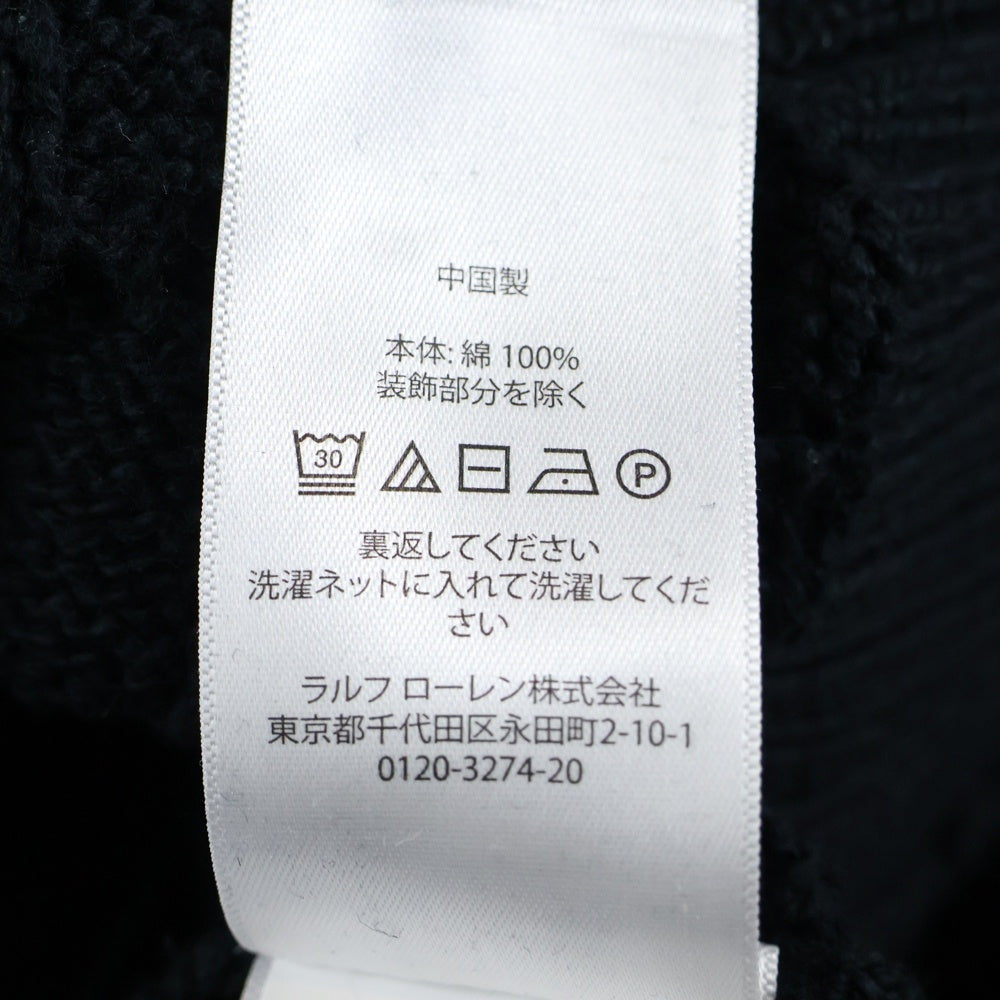 中国製
本体: 綿 100%
装飾部分を除く
30
P
裏返してください
洗濯ネットに入れて洗濯してくだ
さい
ラルフ ローレン株式会社
東京都千代田区永田町2-10-1
0120-3274-20